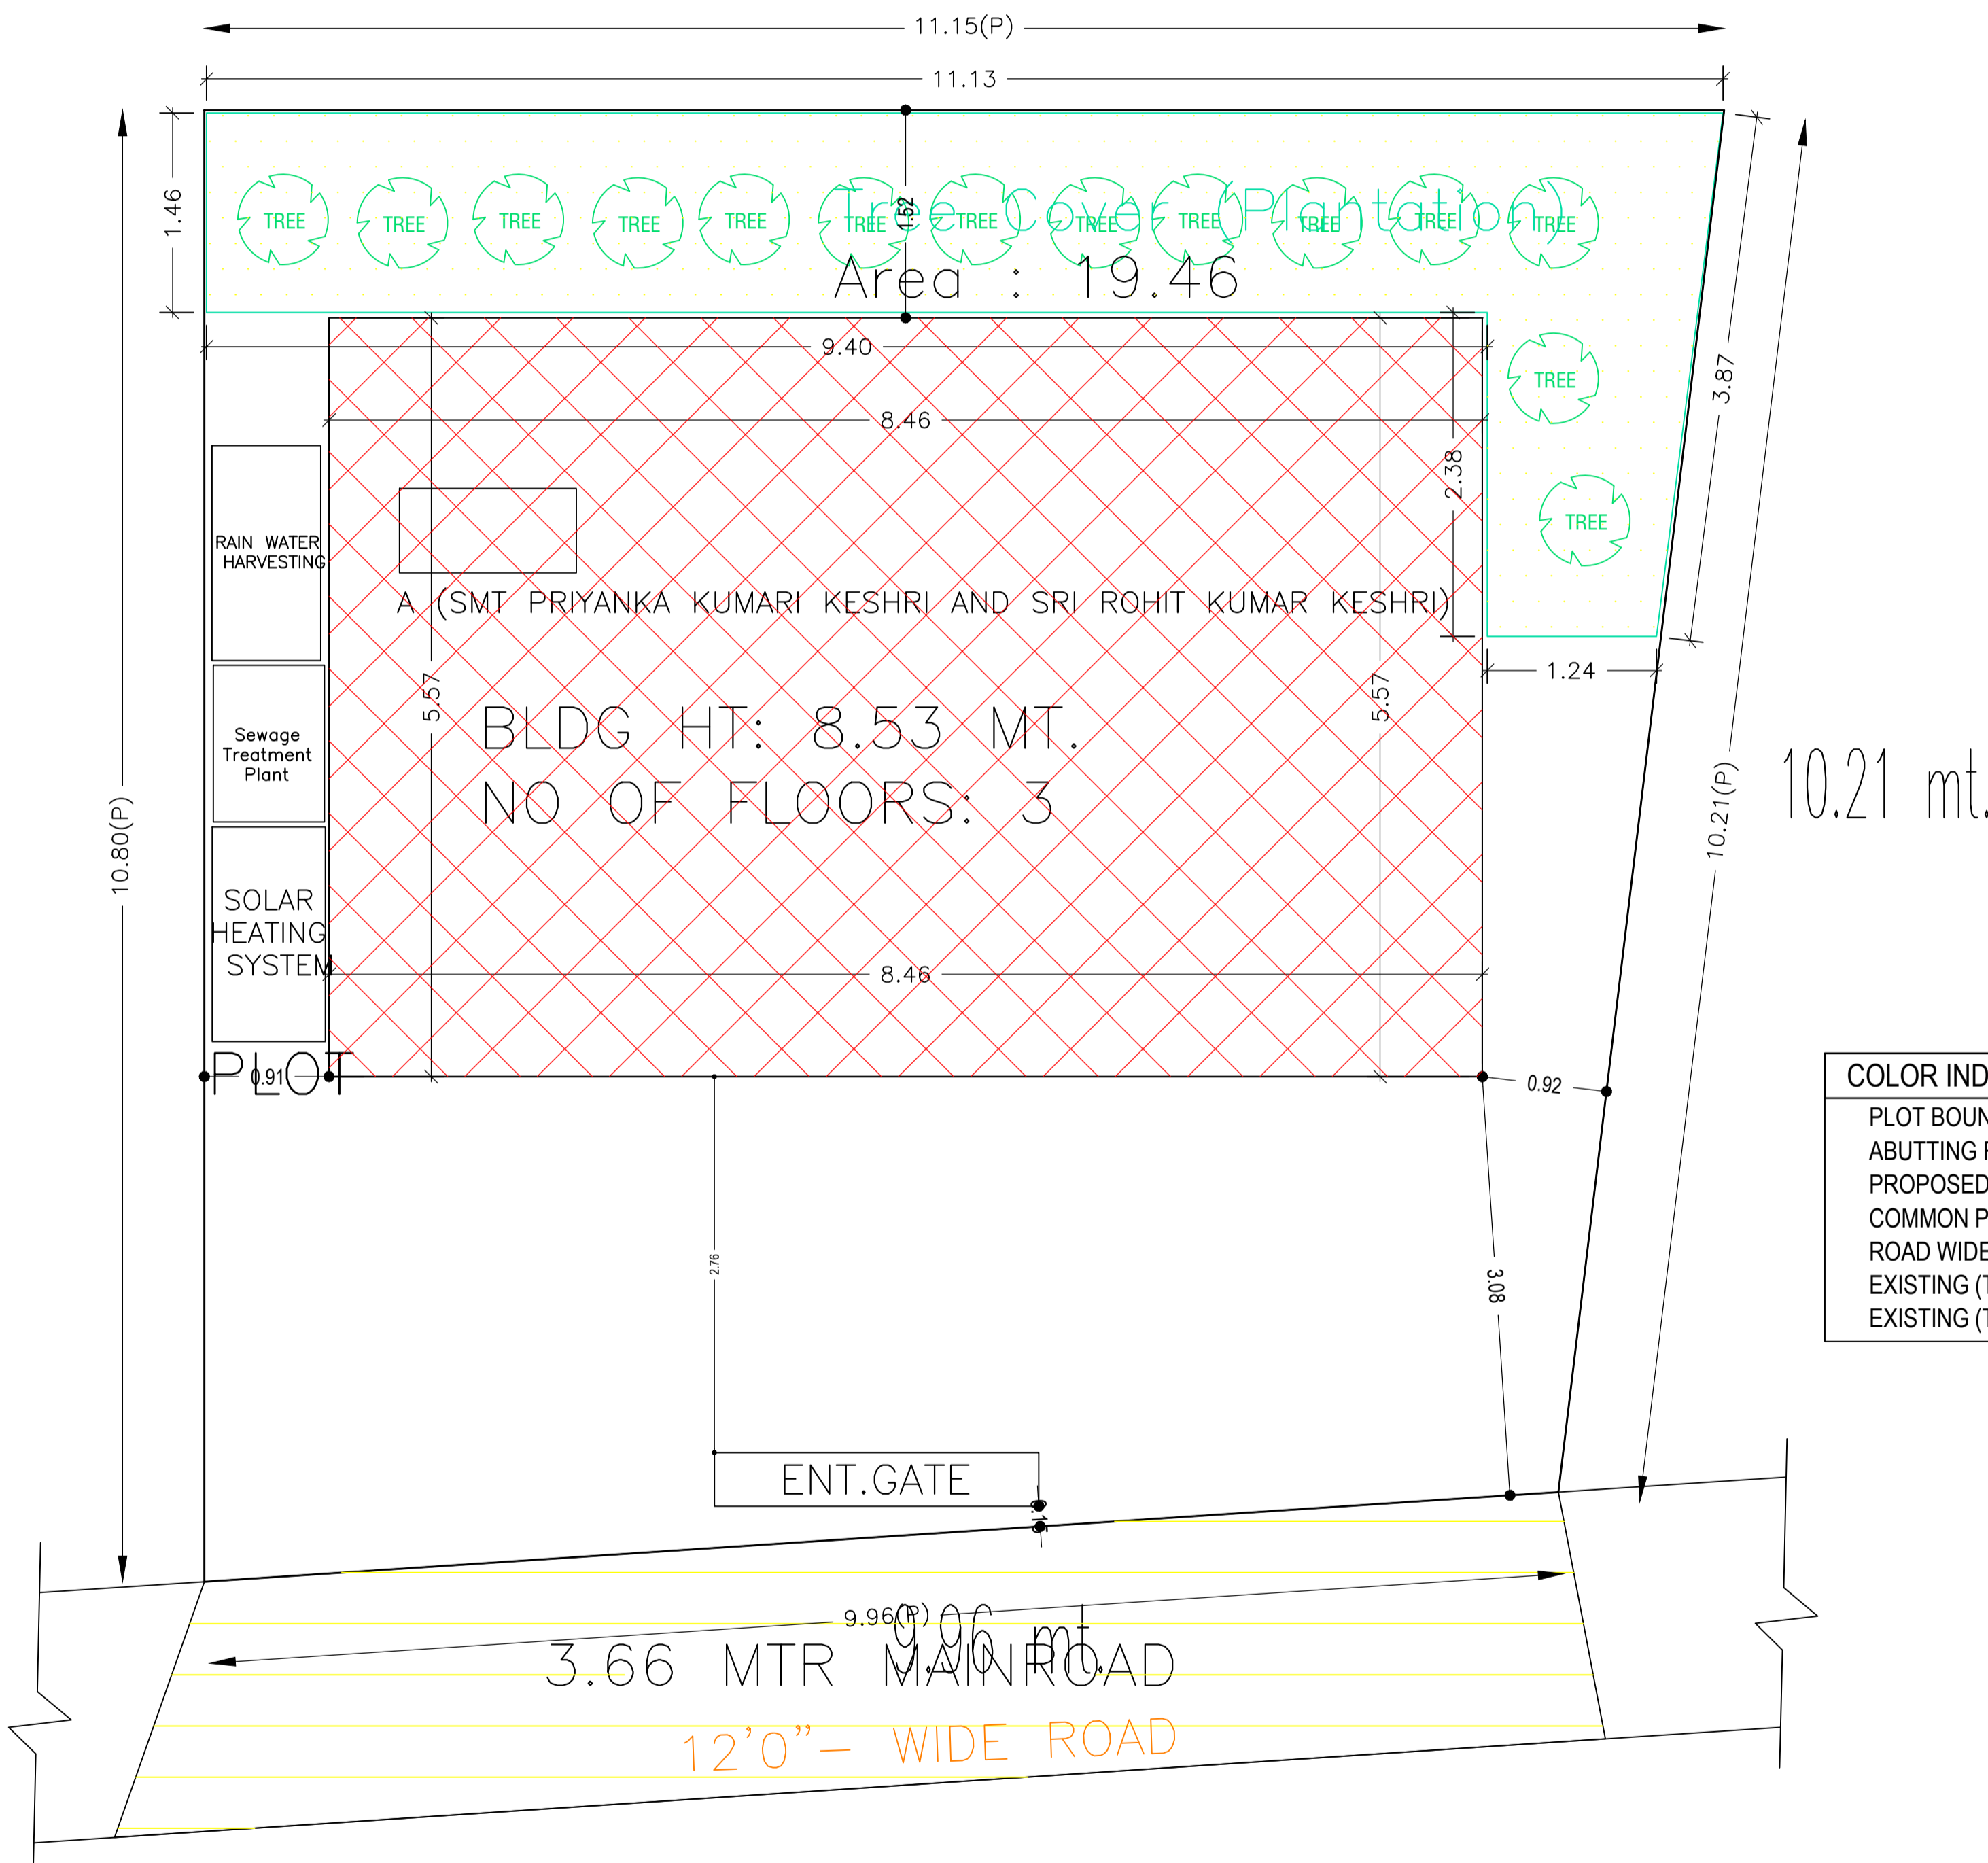 11.15(P)
11.13
1.46
TREE TREE TREE TREE TREE TREE TREE TREE TREE TREE TREE TREE
Tree Cover (Plantation)
1.52
Area : 19.46
9.40
8.46
3.87
2.38
TREE
TREE
RAIN WATER
HARVESTING
A (SMT PRIYANKA KUMARI KESHRI AND SRI ROHIT KUMAR KESHRI)
1.24
5.57
5.57
BLDG HT: 8.53 MT.
NO OF FLOORS: 3
Sewage
Treatment
Plant
10.80(P)
10.21(P)
10.21 mt.
SOLAR
HEATING
SYSTEM
8.46
PLOT
0.91
0.92
COLOR IND
PLOT BOUN
ABUTTING
PROPOSED
COMMON P
ROAD WIDE
EXISTING (T
EXISTING (T
2.76
3.08
ENT.GATE
9.96(P)
9.96 mt.
3.66 MTR MAINROAD
12'0"- WIDE ROAD